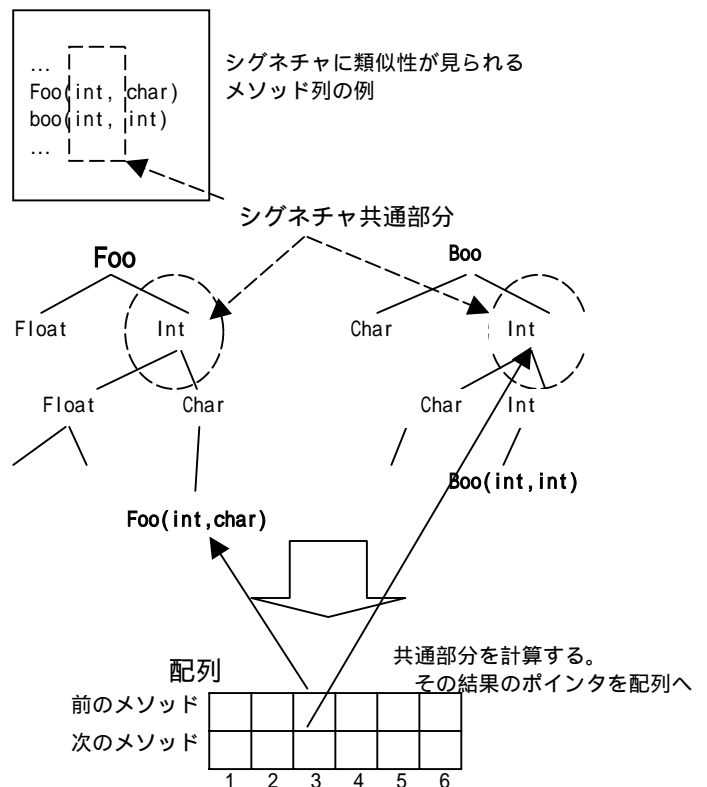 ...
Foo(int, char)
boo(int, int)
...
シグネチャに類似性が見られる
メソッド列の例
シグネチャ共通部分
Foo
Boo
Float
Int
Char
Int
Float
Char
Char
Int
Boo(int,int)
Foo(int,char)
共通部分を計算する。
その結果のポインタを配列へ
配列
前のメソッド
次のメソッド
1 2 3 4 5 6